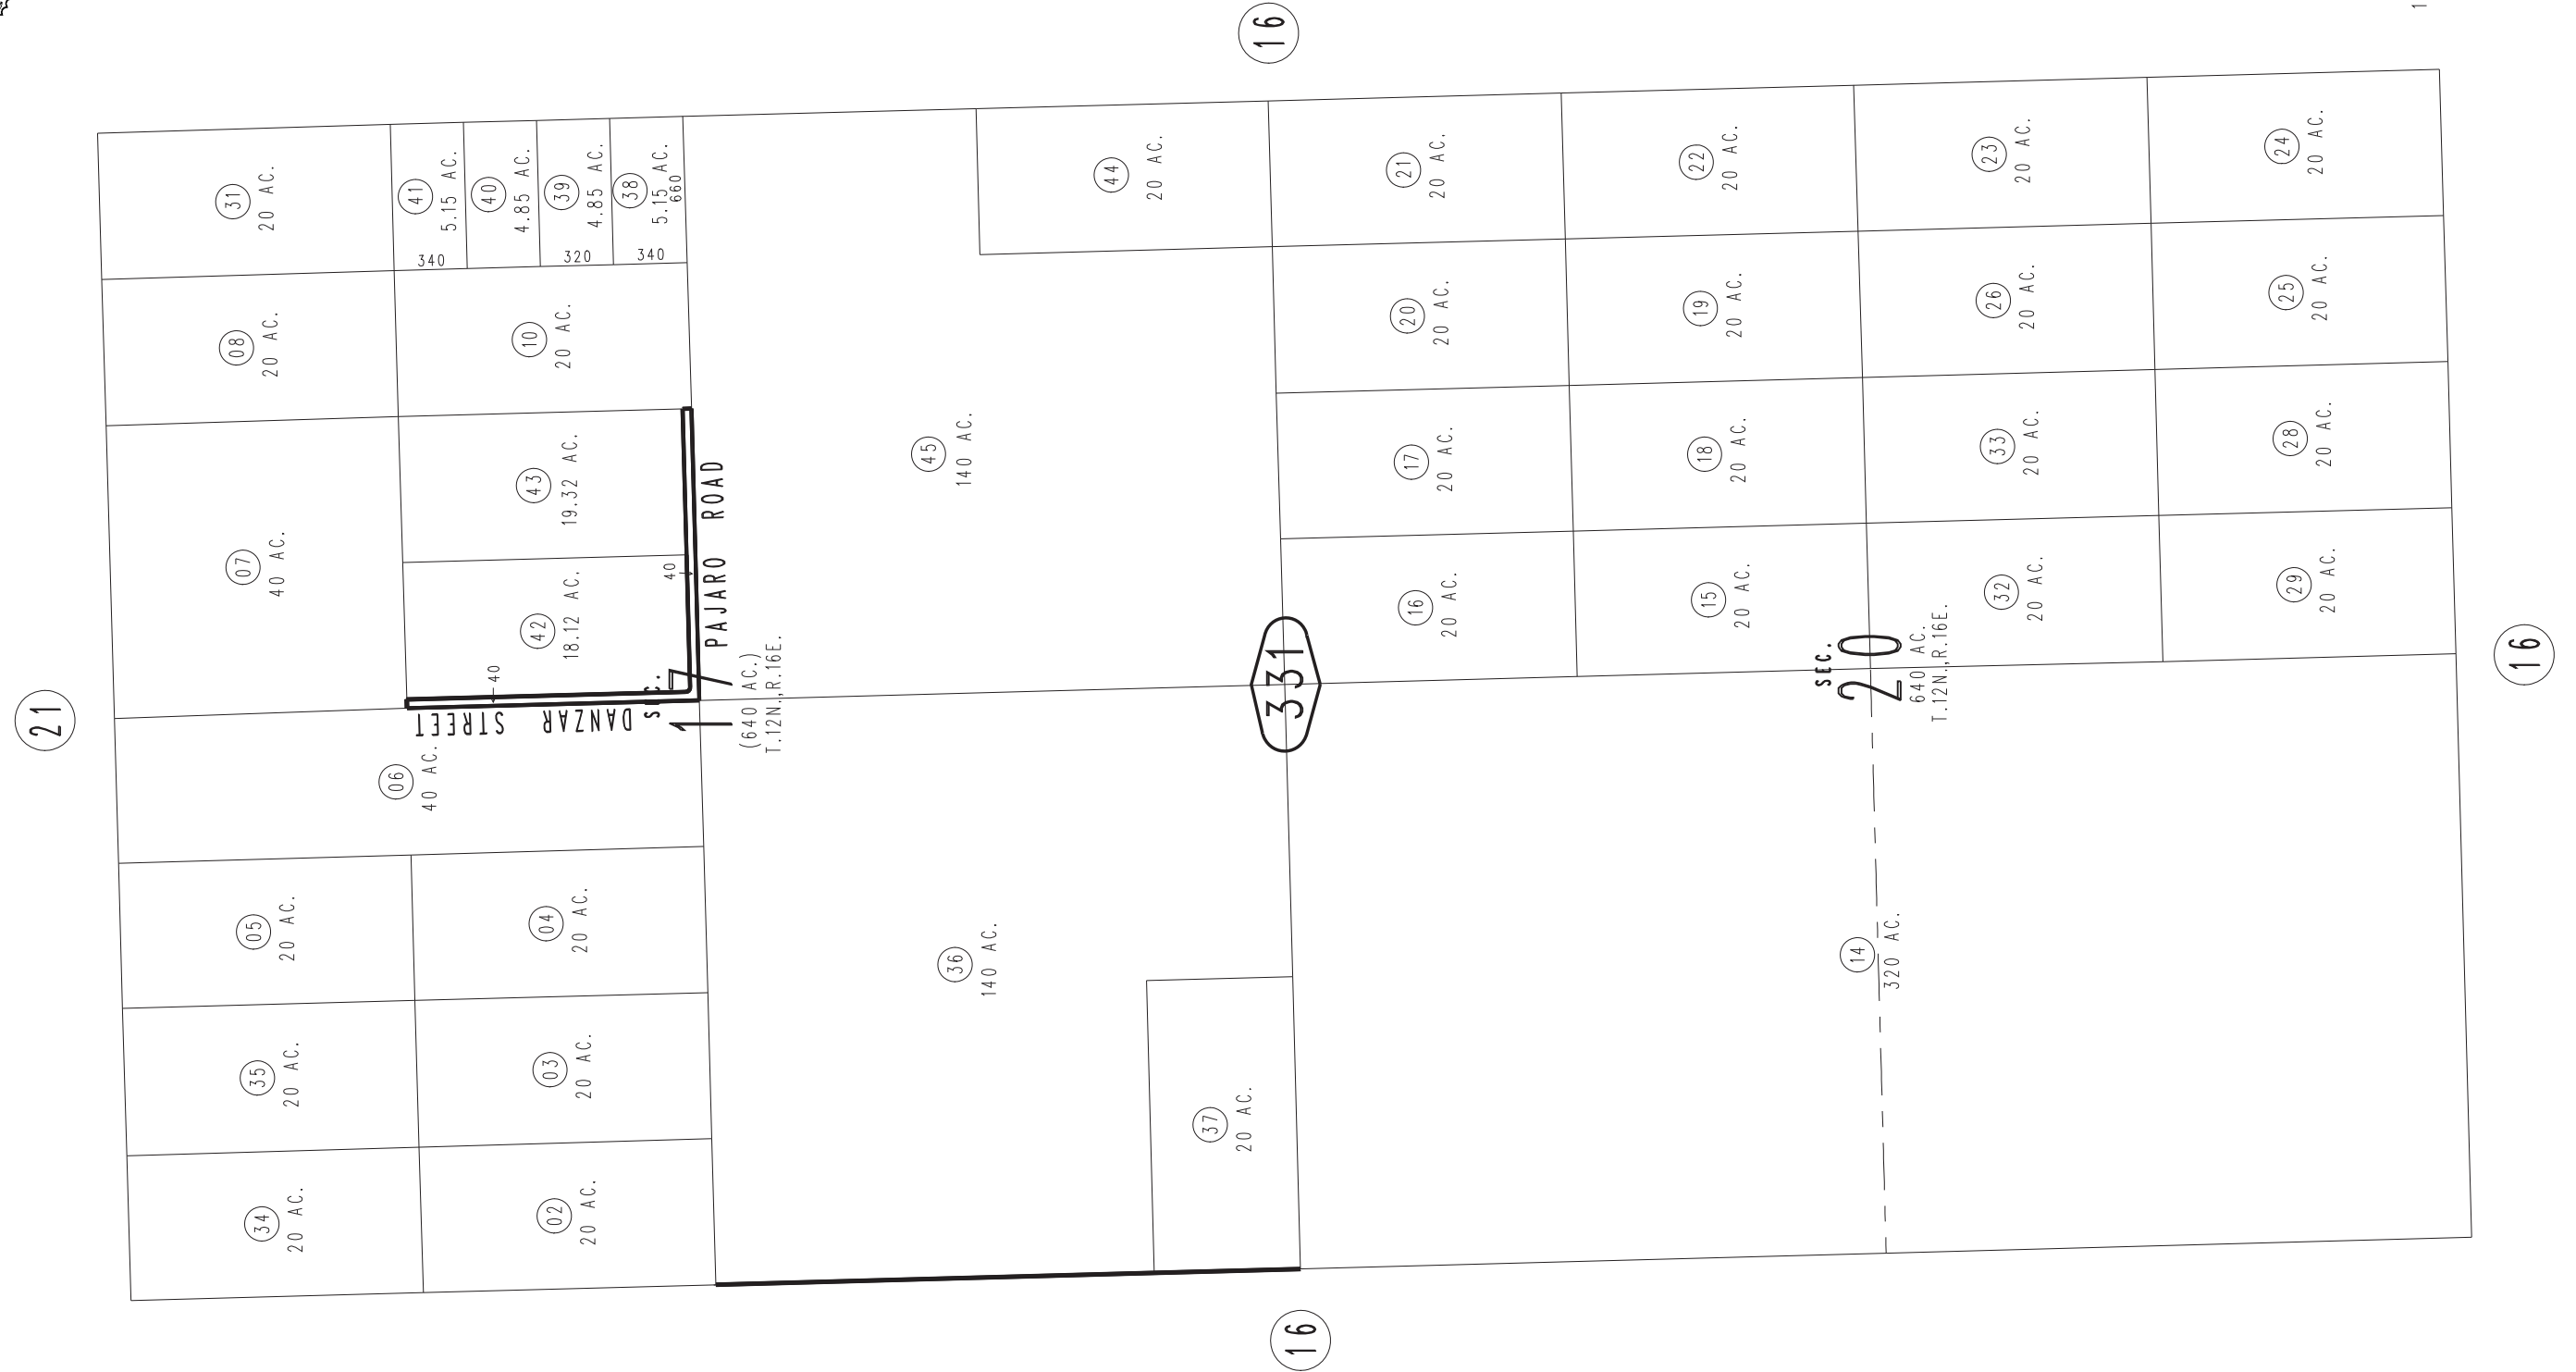 16
21
31
20 AC.
41
5.15 AC.
40
4.85 AC.
39
4.85 AC.
38
5.15 AC.
660
340
320
340
08
20 AC.
10
20 AC.
07
40 AC.
43
19.32 AC.
42
18.12 AC.
40
40
PAJARO ROAD
DANZAR STREET
SEC.
17
(640 AC.)
T.12N.,R.16E.
06
40 AC.
05
20 AC.
04
20 AC.
35
20 AC.
03
20 AC.
34
20 AC.
02
20 AC.
45
140 AC.
44
20 AC.
36
140 AC.
37
20 AC.
331
21
20 AC.
22
20 AC.
23
20 AC.
24
20 AC.
20
20 AC.
19
20 AC.
26
20 AC.
25
20 AC.
17
20 AC.
18
20 AC.
33
20 AC.
28
20 AC.
16
20 AC.
15
20 AC.
32
20 AC.
29
20 AC.
SEC.
20
640 AC.
T.12N.,R.16E.
14
320 AC.
16
16
1